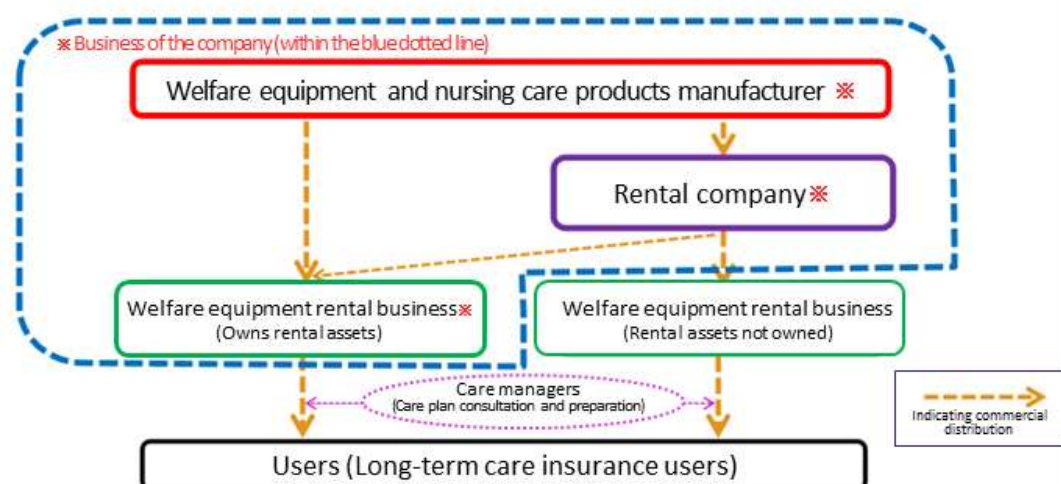 ※ Business of the company (within the blue dotted line)
Welfare equipment and nursing care products manufacturer ※
Rental company※
Welfare equipment rental business※
(Owns rental assets)
Welfare equipment rental business
(Rental assets not owned)
Care managers
(Care plan consultation and preparation)
Indicating commercial
distribution
Users (Long-term care insurance users)